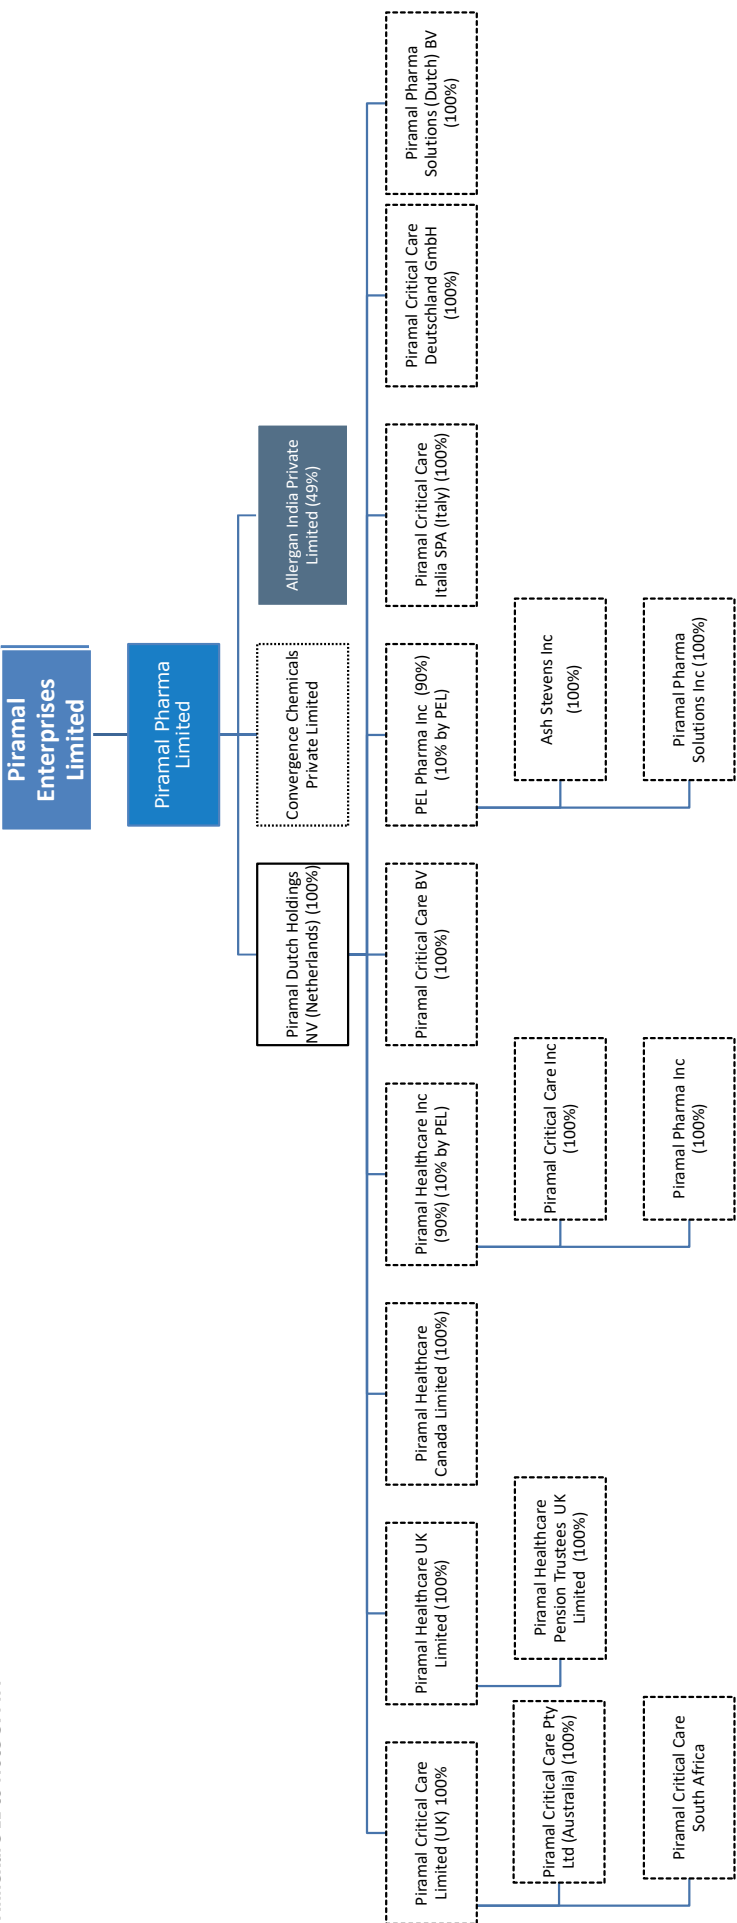 Piramal
Enterprises
Limited
Piramal Pharma
Limited
Piramal Dutch Holdings
NV (Netherlands) (100%)
Convergence Chemicals
Private Limited
Allergan India Private
Limited (49%)
Piramal Critical Care
Limited (UK) 100%
Piramal Healthcare UK
Limited (100%)
Piramal Healthcare
Canada Limited (100%)
Piramal Healthcare Inc
(90%) (10% by PEL)
Piramal Critical Care BV
(100%)
PEL Pharma Inc (90%)
(10% by PEL)
Piramal Critical Care
Italia SPA (Italy) (100%)
Piramal Critical Care
Deutschland GmbH
(100%)
Piramal Pharma
Solutions (Dutch) BV
(100%)
Piramal Critical Care Pty
Ltd (Australia) (100%)
Piramal Healthcare
Pension Trustees UK
Limited (100%)
Piramal Critical Care Inc
(100%)
Ash Stevens Inc
(100%)
Piramal Critical Care
South Africa
Piramal Pharma Inc
(100%)
Piramal Pharma
Solutions Inc (100%)